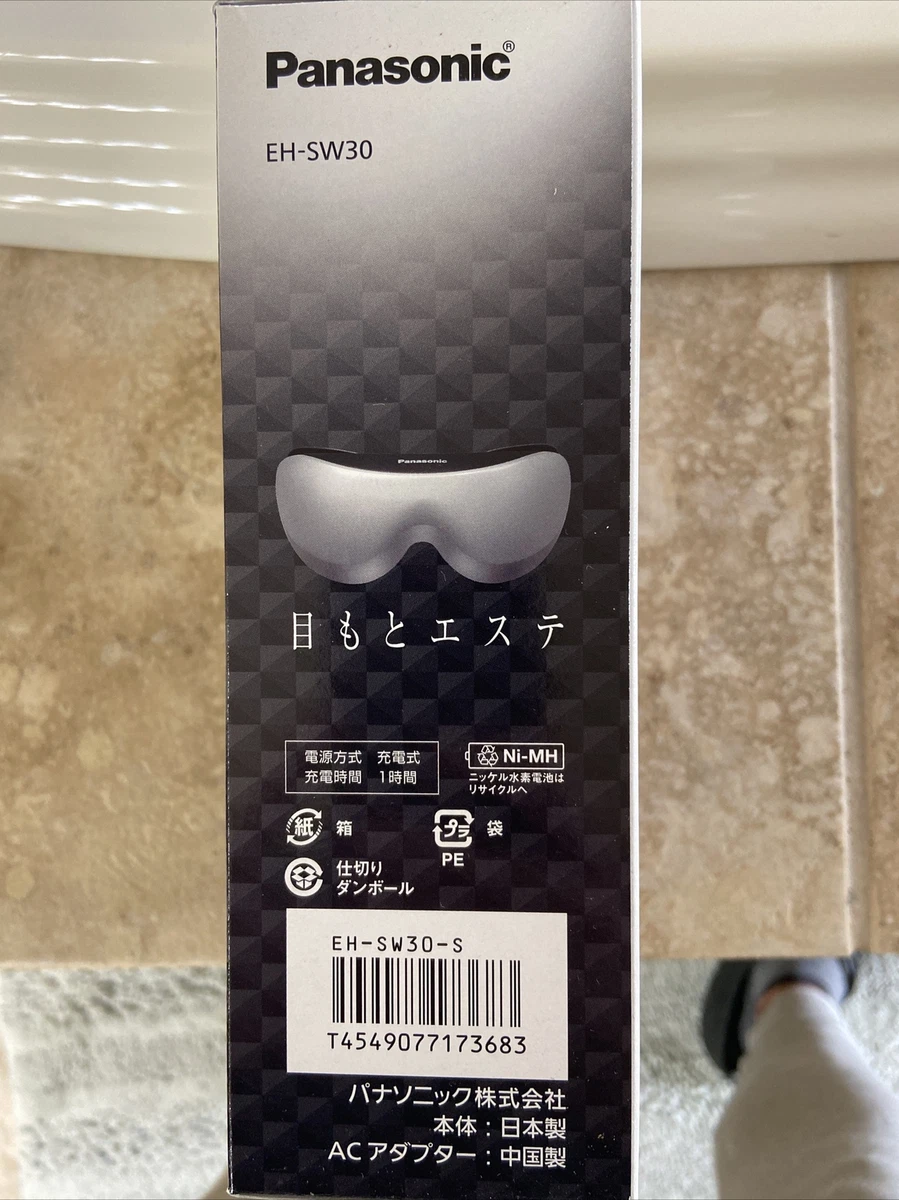 Panasonic®
EH-SW30
Panasonic
目もとエステ
電源方式 充電式
充電時間 1時間
Ni-MH
ニッケル水素電池は
リサイクルへ
紙 箱
プラ 袋
PE
仕切り
ダンボール
EH-SW30-S
T4549077173683
パナソニック株式会社
本体：日本製
ACアダプター：中国製